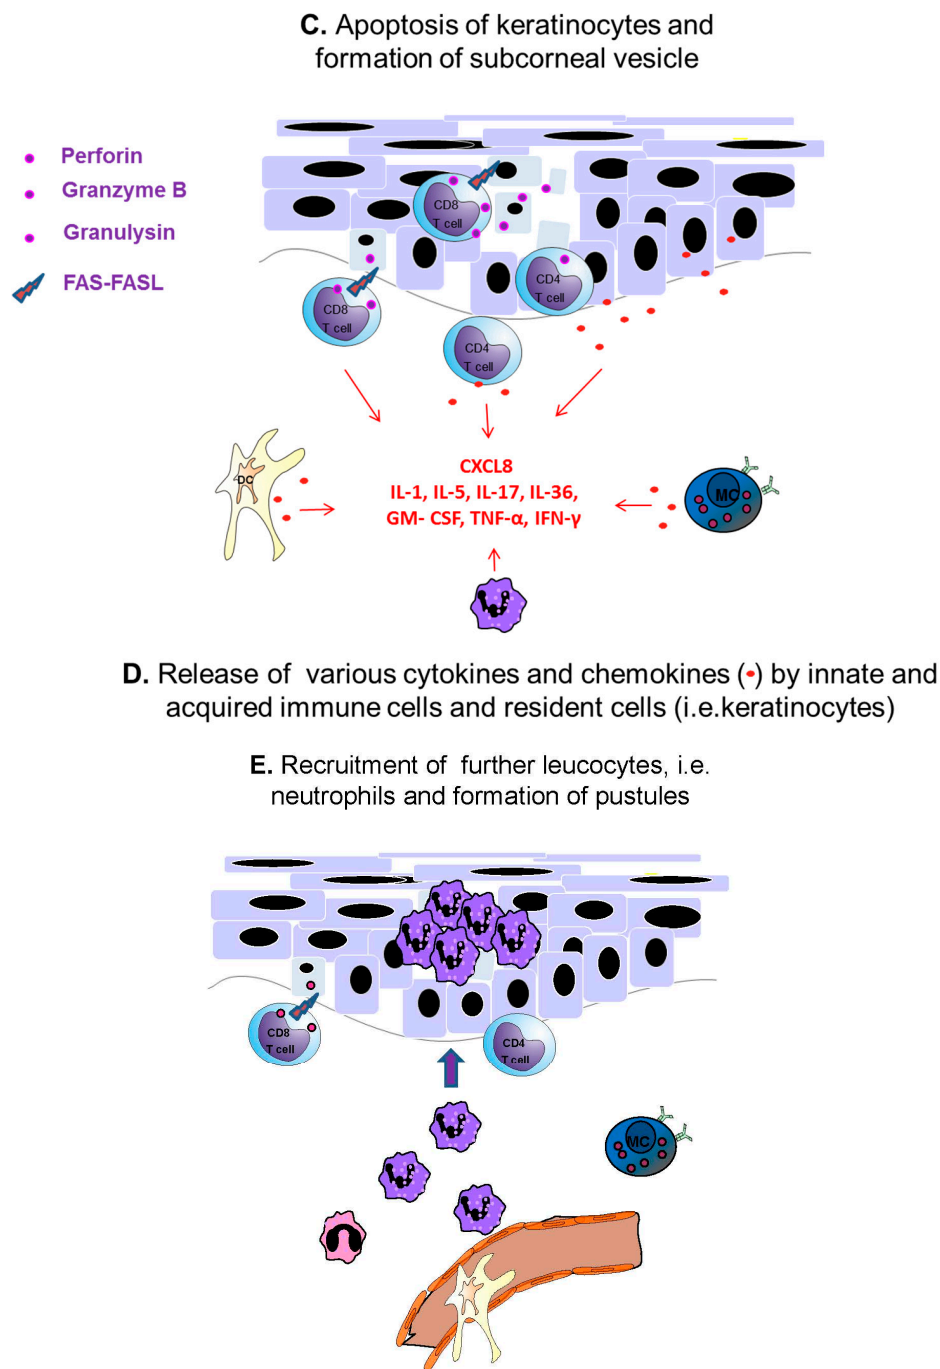 C. Apoptosis of keratinocytes and
formation of subcorneal vesicle
Perforin
Granzyme B
Granulysin
FAS-FASL
CD8
T cell
CD8
T cell
CD4
T cell
CD4
T cell
DC
MC
CXCL8
IL-1, IL-5, IL-17, IL-36,
GM- CSF, TNF-α, IFN-γ
D. Release of various cytokines and chemokines (•) by innate and
acquired immune cells and resident cells (i.e.keratinocytes)
E. Recruitment of further leucocytes, i.e.
neutrophils and formation of pustules
CD8
T cell
CD4
T cell
MC